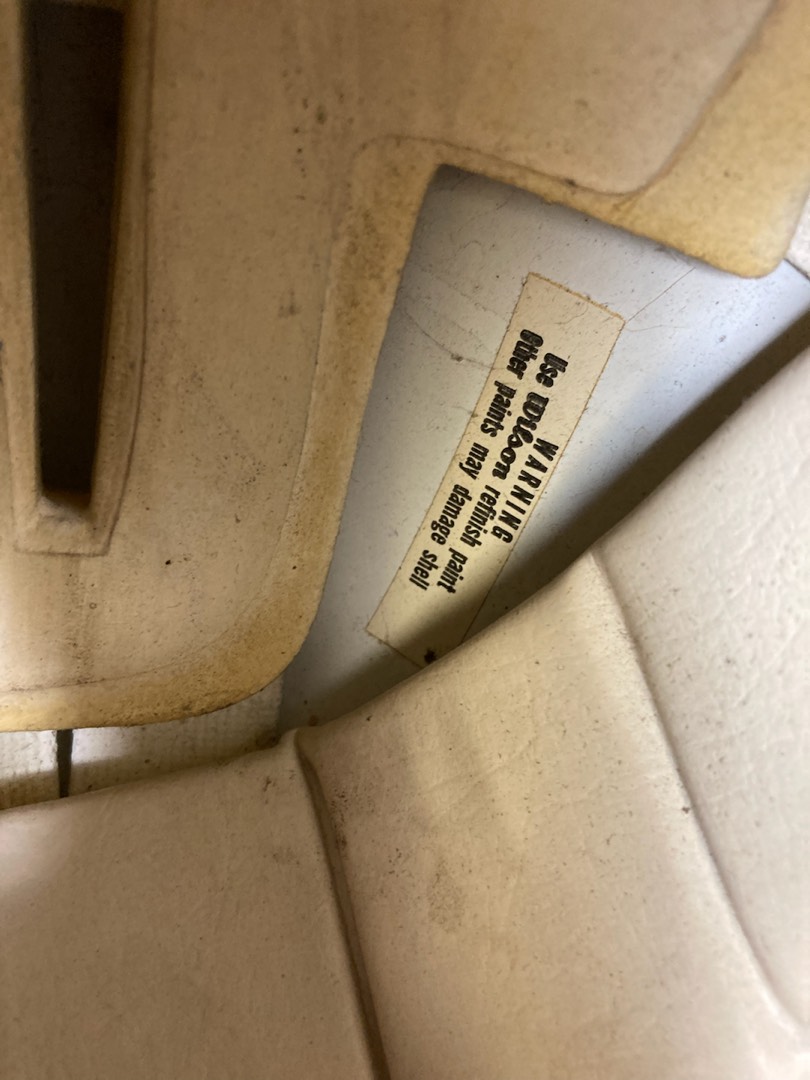 WARNING
Use Wilson refinish paint
Other paints may damage shell